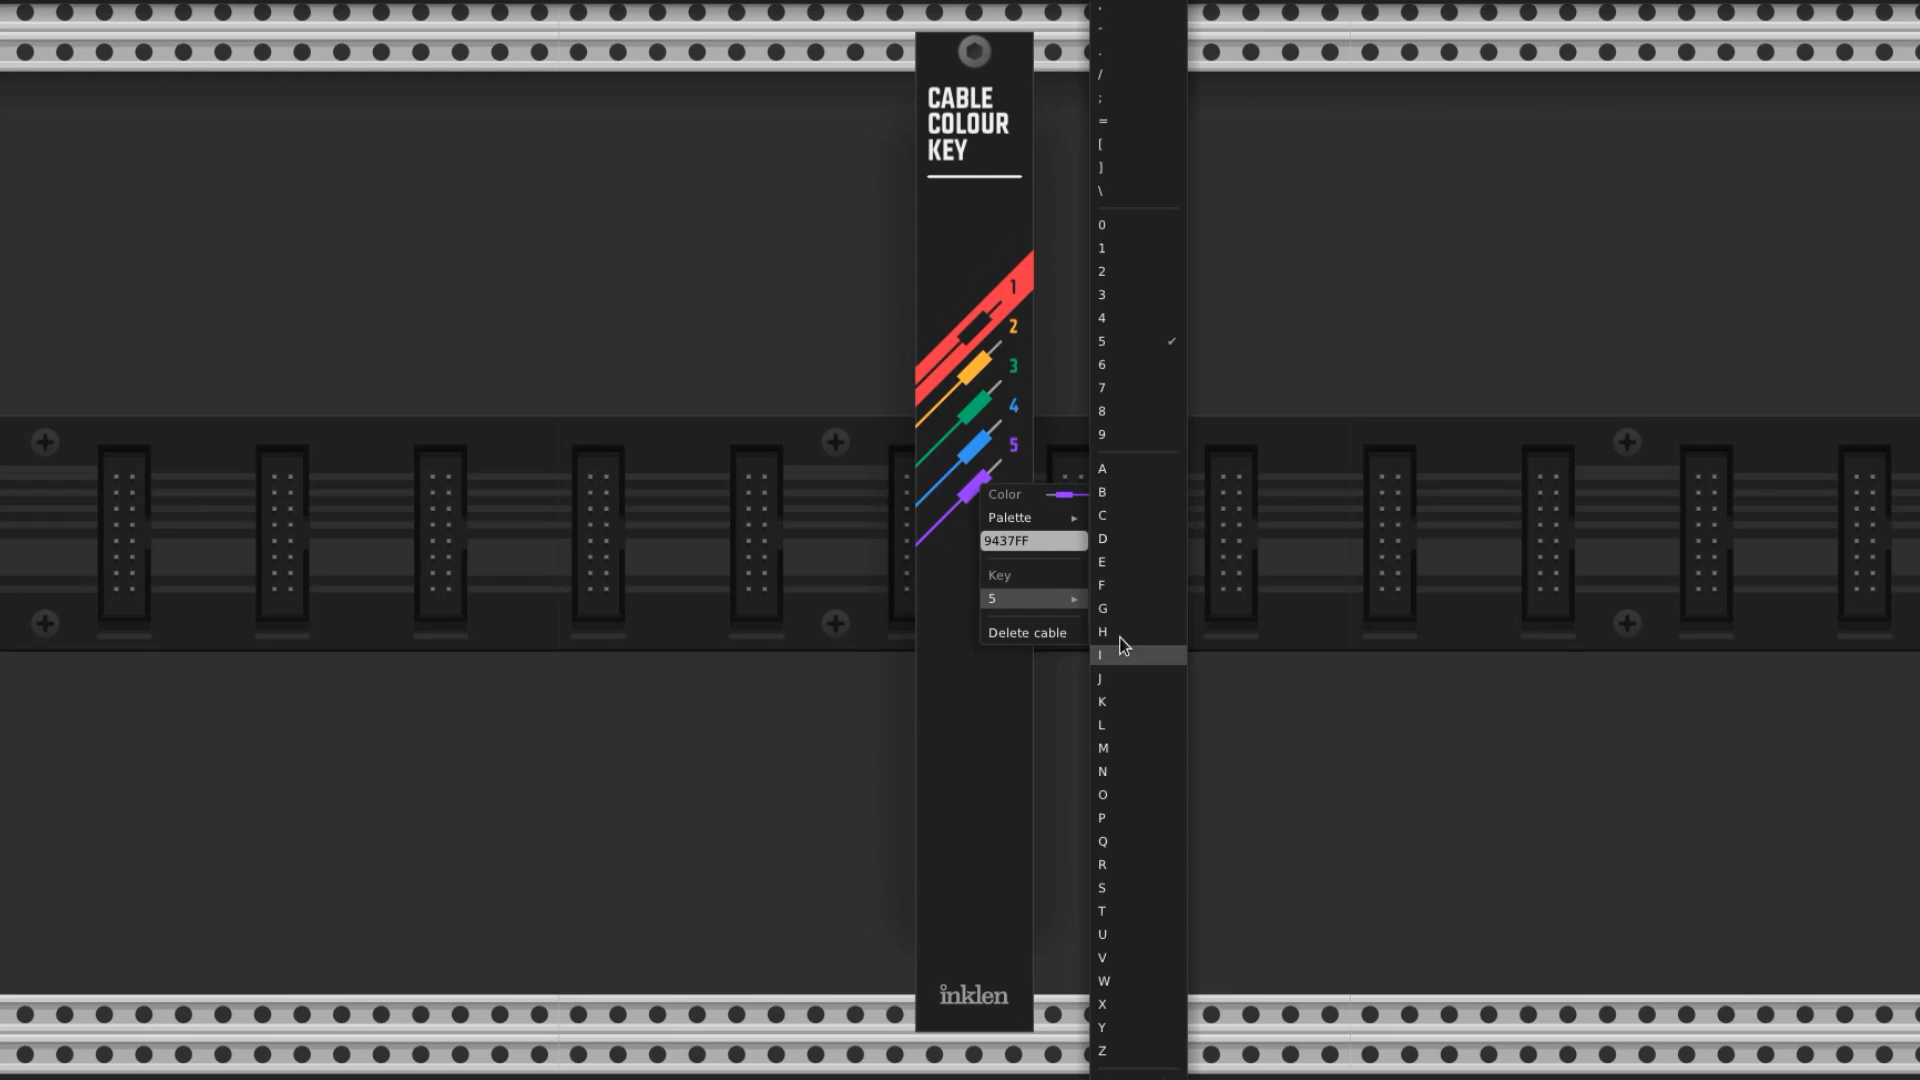 CABLE
COLOUR
KEY
1
2
3
4
5
Color
Palette
9437FF
Key
5
Delete cable
-
.
/
;
=
[
]
\
0
1
2
3
4
5 ✓
6
7
8
9
A
B
C
D
E
F
G
H
I
J
K
L
M
N
O
P
Q
R
S
T
U
V
W
X
Y
Z
inklen